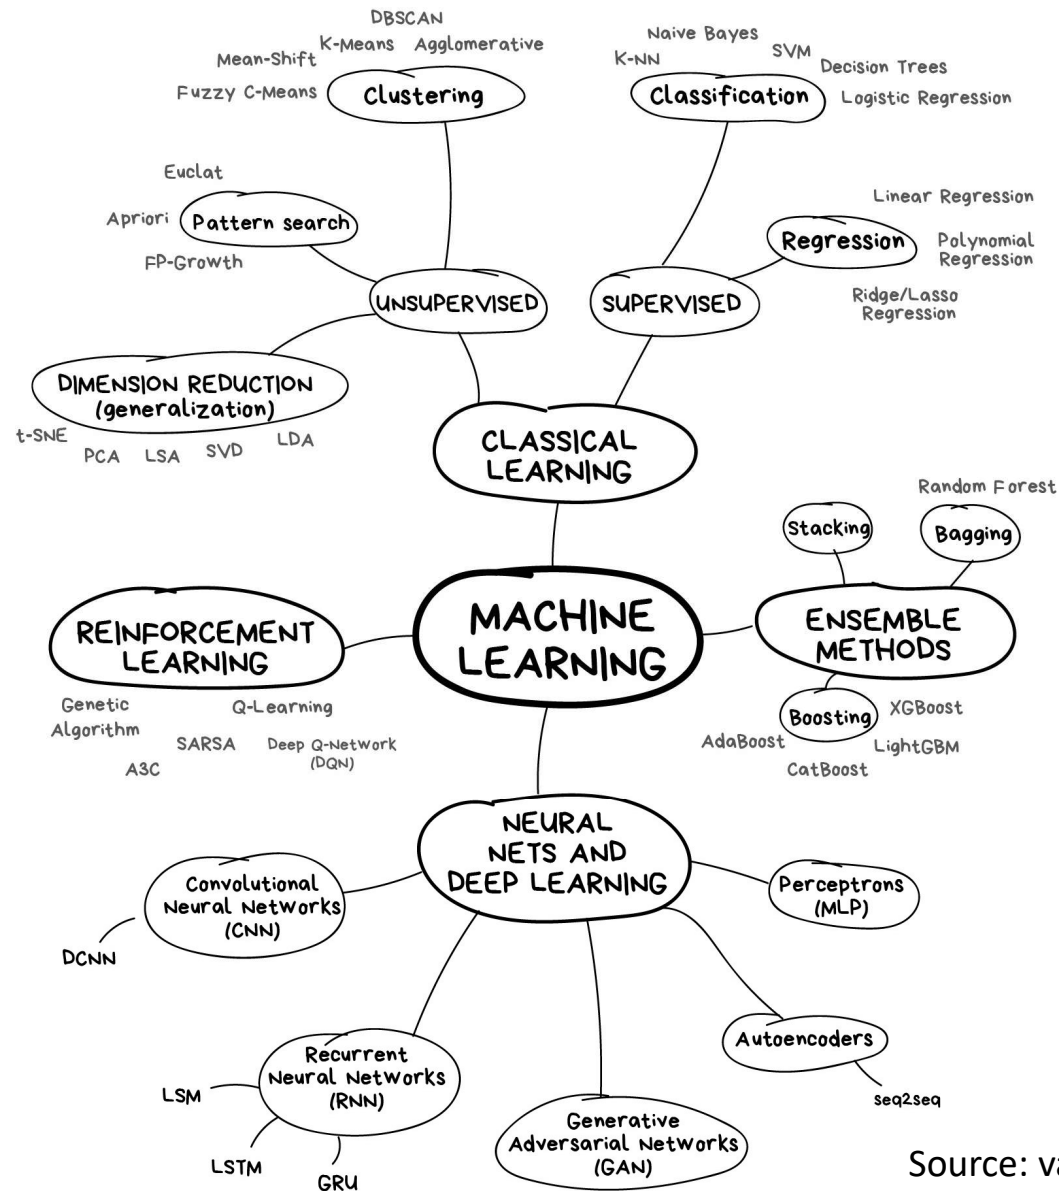 DBSCAN
K-Means
Agglomerative
Mean-Shift
Fuzzy C-Means
Clustering
Naive Bayes
K-NN
SVM
Decision Trees
Classification
Logistic Regression
Euclat
Apriori
Pattern search
FP-Growth
Linear Regression
Regression
Polynomial
Regression
Ridge/Lasso
Regression
UNSUPERVISED
SUPERVISED
DIMENSION REDUCTION
(generalization)
t-SNE
PCA
LSA
SVD
LDA
CLASSICAL
LEARNING
Random Forest
Stacking
Bagging
MACHINE
LEARNING
ENSEMBLE
METHODS
REINFORCEMENT
LEARNING
Genetic
Algorithm
Q-Learning
SARSA
Deep Q-Network
(DQN)
A3C
Boosting
XGBoost
AdaBoost
LightGBM
CatBoost
NEURAL
NETS AND
DEEP LEARNING
Convolutional
Neural Networks
(CNN)
DCNN
Perceptrons
(MLP)
Autoencoders
seq2seq
Recurrent
Neural Networks
(RNN)
LSM
LSTM
GRU
Generative
Adversarial Networks
(GAN)
Source: